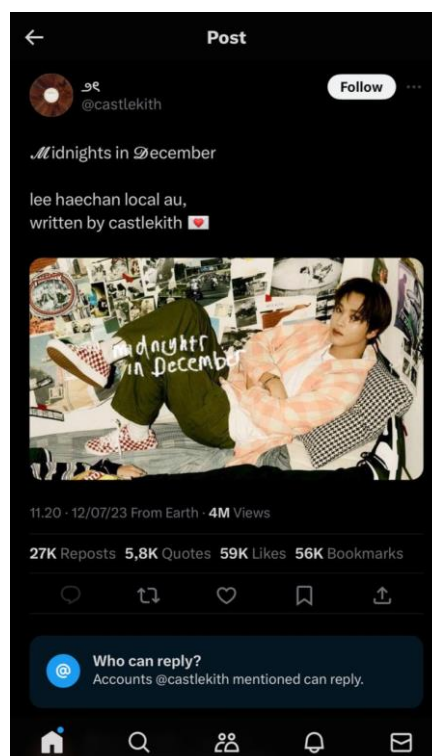 Post
୨ৎ
@castlekith
Follow
𝓜idnights in 𝓓ecember
lee haechan local au,
written by castlekith 💌
midnights
in December
11.20 · 12/07/23 From Earth · 4M Views
27K Reposts 5,8K Quotes 59K Likes 56K Bookmarks
Who can reply?
Accounts @castlekith mentioned can reply.